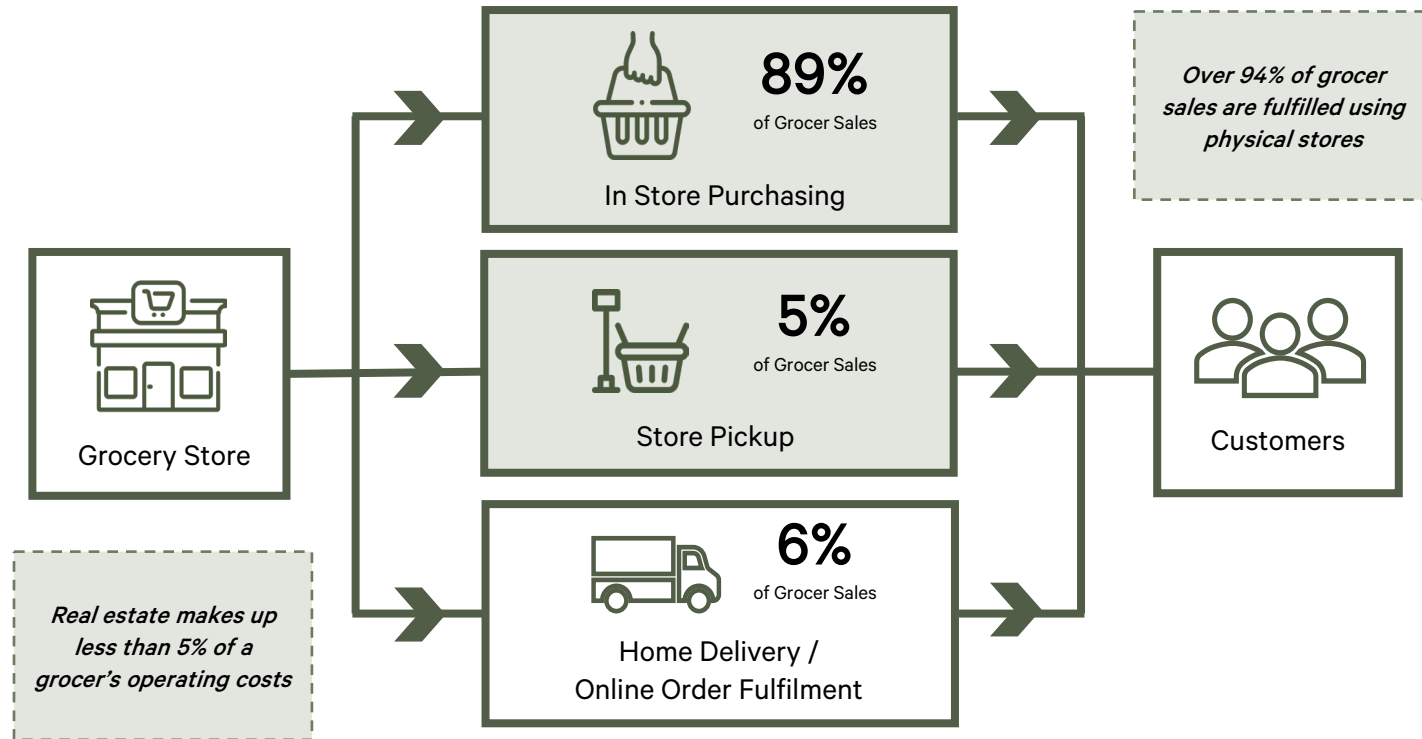 89%
of Grocer Sales
In Store Purchasing
Over 94% of grocer
sales are fulfilled using
physical stores
Grocery Store
5%
of Grocer Sales
Store Pickup
Customers
Real estate makes up
less than 5% of a
grocer’s operating costs
6%
of Grocer Sales
Home Delivery /
Online Order Fulfilment